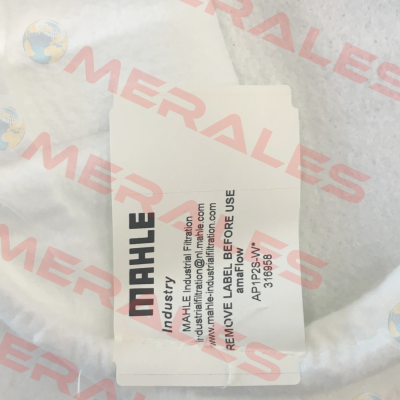 MAHLE
Industry
MAHLE Industrial Filtration
industrialfiltration@nl.mahle.com
www.mahle-industrialfiltration.com
REMOVE LABEL BEFORE USE
amaFlow
AP1P2S-W*
316958
MERALES
MERALES
MERALES